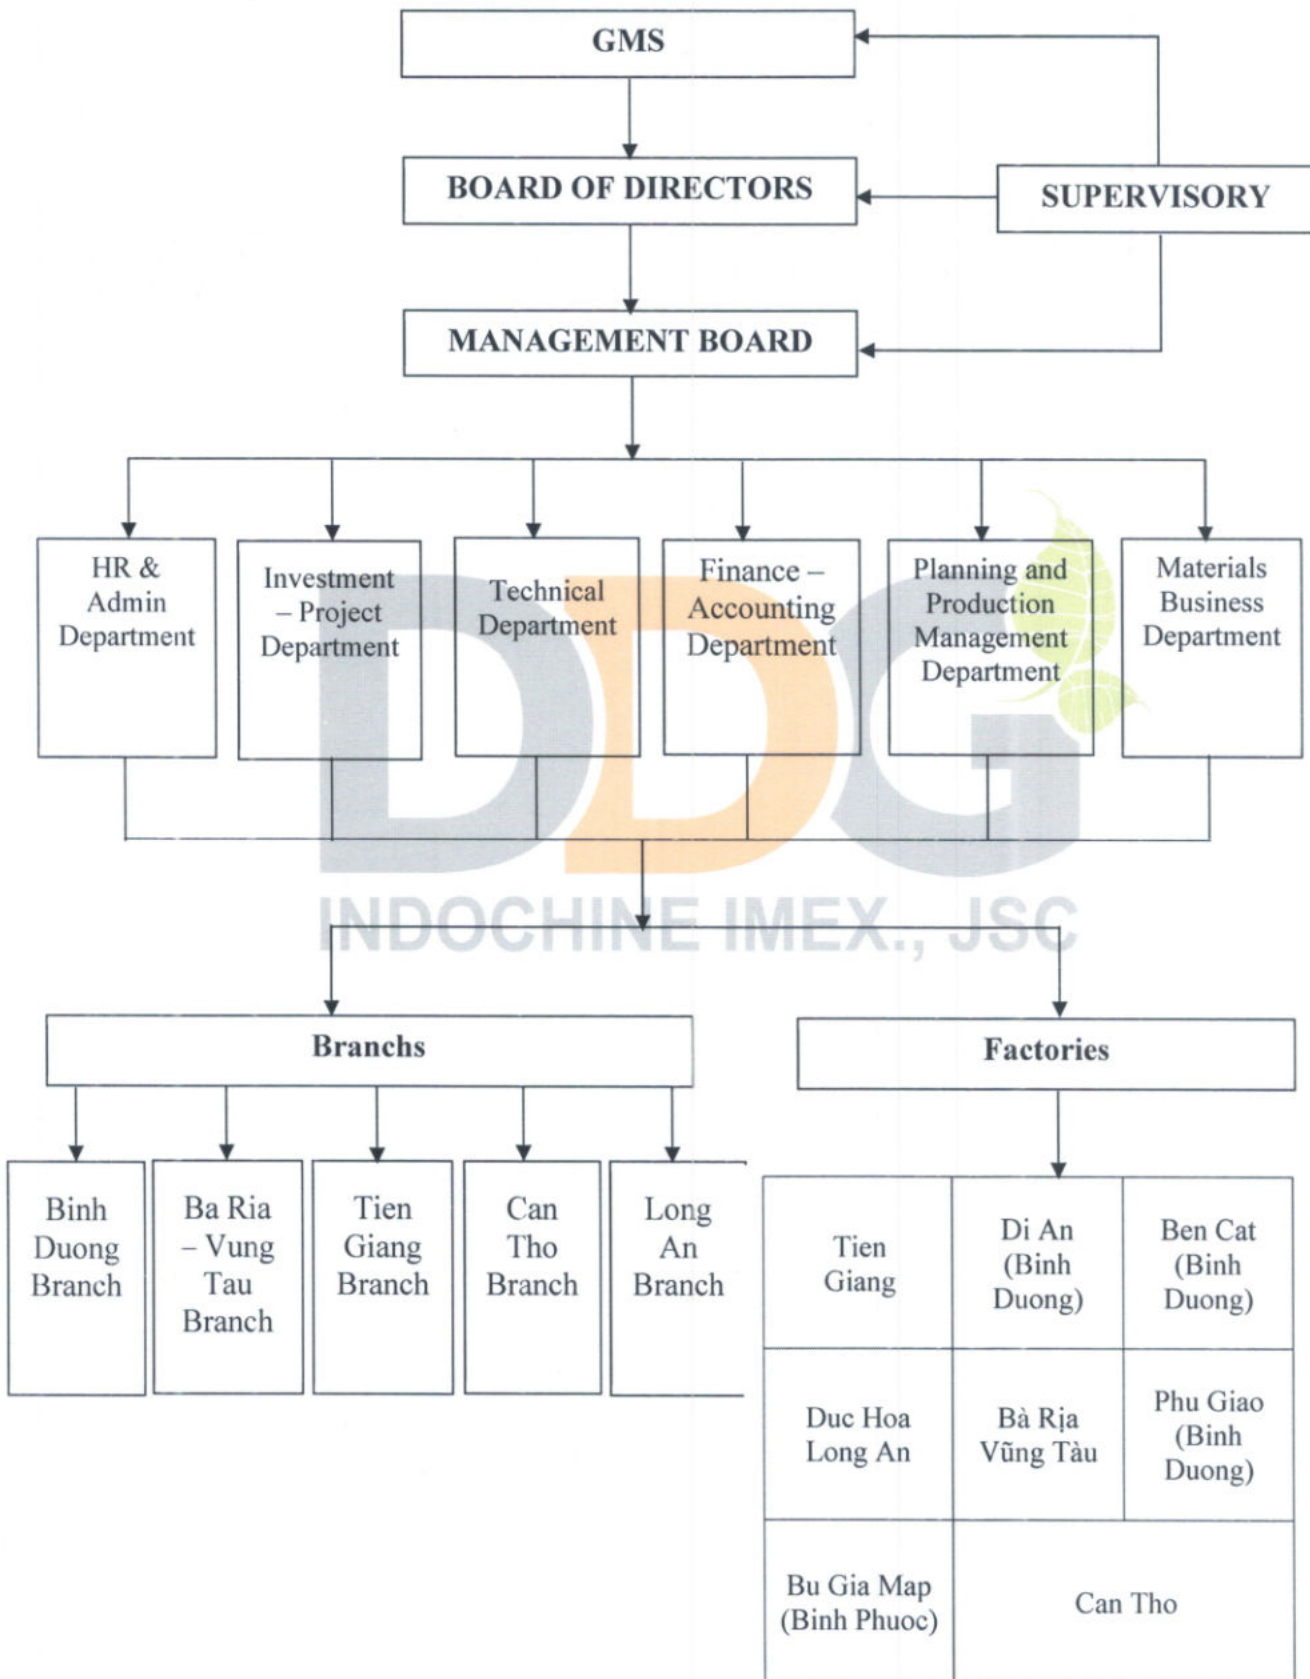 GMS
BOARD OF DIRECTORS
SUPERVISORY
MANAGEMENT BOARD
HR &
Admin
Department
Investment
– Project
Department
Technical
Department
Finance –
Accounting
Department
Planning and
Production
Management
Department
Materials
Business
Department
DDG
INDOCHINE IMEX., JSC
Branchs
Factories
Binh
Duong
Branch
Ba Ria
– Vung
Tau
Branch
Tien
Giang
Branch
Can
Tho
Branch
Long
An
Branch
Tien
Giang
Di An
(Binh
Duong)
Ben Cat
(Binh
Duong)
Duc Hoa
Long An
Bà Rịa
Vũng Tàu
Phu Giao
(Binh
Duong)
Bu Gia Map
(Binh Phuoc)
Can Tho